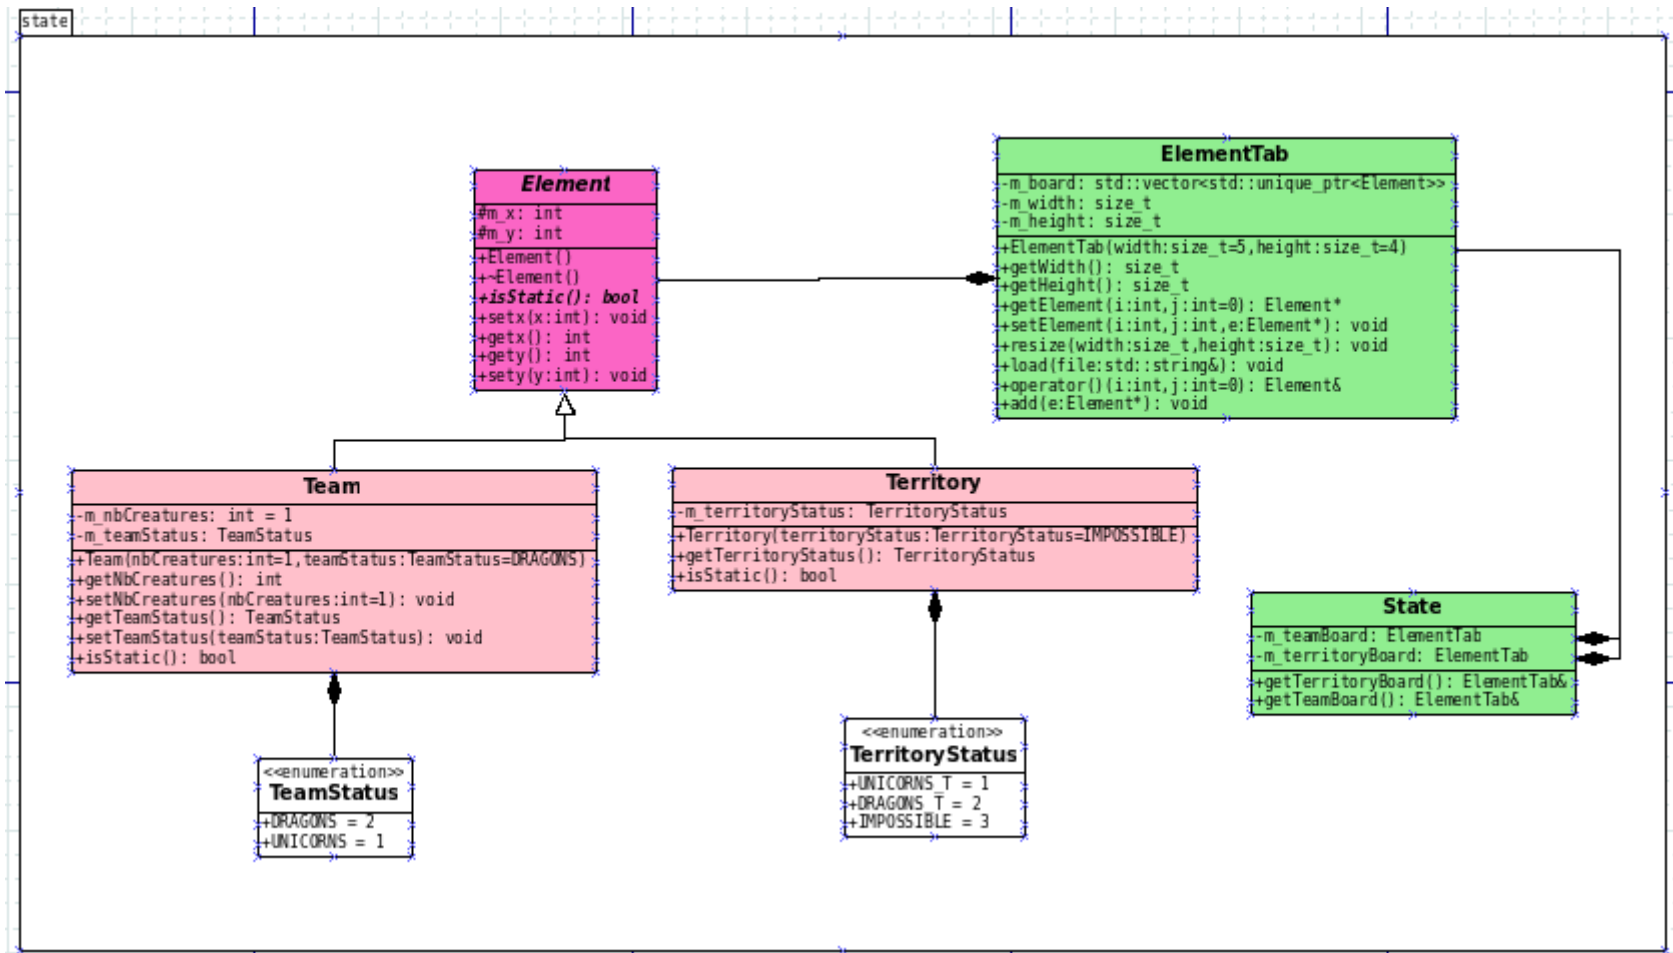 state
Element
#m_x: int
#m_y: int
+Element()
+~Element()
+isStatic(): bool
+setx(x:int): void
+getx(): int
+gety(): int
+sety(y:int): void
ElementTab
-m_board: std::vector<std::unique_ptr<Element>>
-m_width: size_t
-m_height: size_t
+ElementTab(width:size_t=5,height:size_t=4)
+getWidth(): size_t
+getHeight(): size_t
+getElement(i:int,j:int=0): Element*
+setElement(i:int,j:int,e:Element*): void
+resize(width:size_t,height:size_t): void
+load(file:std::string&): void
+operator()(i:int,j:int=0): Element&
+add(e:Element*): void
Team
-m_nbCreatures: int = 1
-m_teamStatus: TeamStatus
+Team(nbCreatures:int=1,teamStatus:TeamStatus=DRAGONS)
+getNbCreatures(): int
+setNbCreatures(nbCreatures:int=1): void
+getTeamStatus(): TeamStatus
+setTeamStatus(teamStatus:TeamStatus): void
+isStatic(): bool
Territory
-m_territoryStatus: TerritoryStatus
+Territory(territoryStatus:TerritoryStatus=IMPOSSIBLE)
+getTerritoryStatus(): TerritoryStatus
+isStatic(): bool
State
-m_teamBoard: ElementTab
-m_territoryBoard: ElementTab
+getTerritoryBoard(): ElementTab&
+getTeamBoard(): ElementTab&
<<enumeration>>
TeamStatus
+DRAGONS = 2
+UNICORNS = 1
<<enumeration>>
TerritoryStatus
+UNICORNS_T = 1
+DRAGONS_T = 2
+IMPOSSIBLE = 3